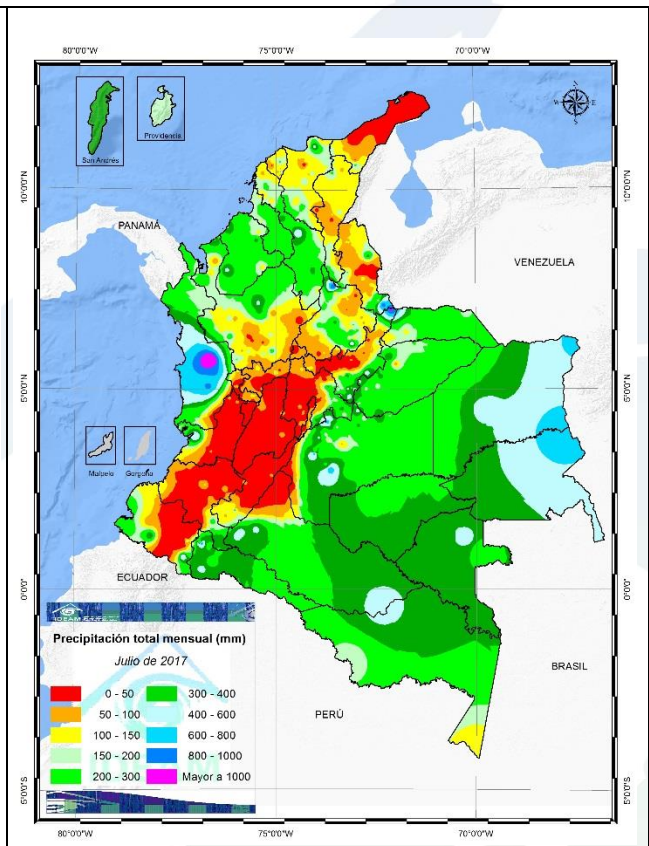 80°0'0"W 75°0'0"W 70°0'0"W
San Andrés
Providencia
10°0'0"N
10°0'0"N
PANAMÁ
VENEZUELA
5°0'0"N
5°0'0"N
Malpelo
Gorgona
ECUADOR
0°0'0"
0°0'0"
IDEAM
Precipitación total mensual (mm)
Julio de 2017
0 - 50 300 - 400
50 - 100 400 - 600
100 - 150 600 - 800
150 - 200 800 - 1000
200 - 300 Mayor a 1000
PERÚ
BRASIL
5°0'0"S
5°0'0"S
80°0'0"W 75°0'0"W 70°0'0"W